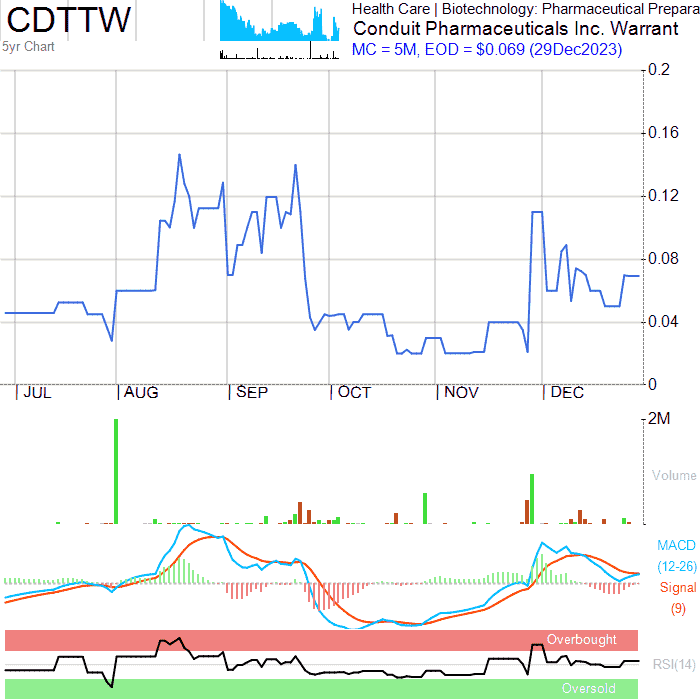 CDTTW
5yr Chart
Health Care | Biotechnology: Pharmaceutical Prepara
Conduit Pharmaceuticals Inc. Warrant
MC = 5M, EOD = $0.069 (29Dec2023)
0.2
0.16
0.12
0.08
0.04
0
JUL AUG SEP OCT NOV DEC
2M
Volume
MACD
(12-26)
Signal
(9)
Overbought
RSI(14)
Oversold